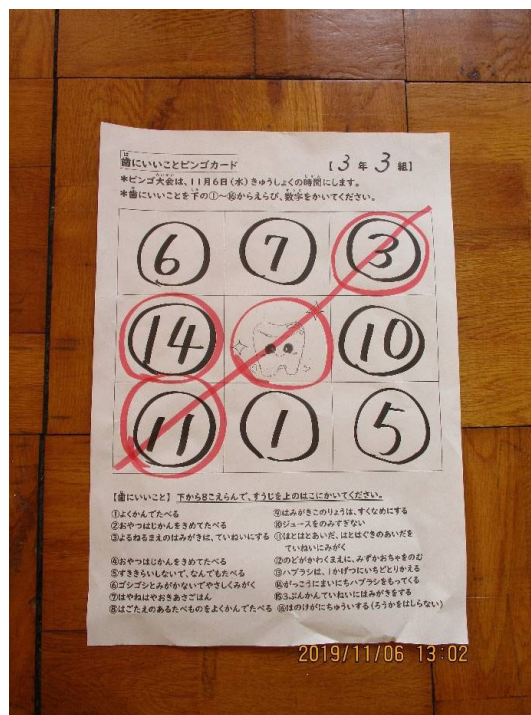 歯にいいことビンゴカード
【3年3組】
＊ビンゴ大会は、11月6日(水)きゅうしょくの時間にします。
＊歯にいいことを下の①～⑯からえらび、数字をかいてください。
⑥ ⑦ ③
⑭ ⑩
⑪ ① ⑤
【歯にいいこと】 下から8こえらんで、すうじを上のはこにかいてください。
①よくかんでたべる
②おやつはじかんをきめてたべる
③よるねるまえのはみがきは、ていねいにする
④おやつはじかんをきめてたべる
⑤すききらいしないで、なんでもたべる
⑥ゴシゴシとみがかないでやさしくみがく
⑦はやねはやおきあさごはん
⑧はごたえのあるたべものをよくかんでたべる
⑨はみがきこのりょうは、すくなめにする
⑩ジュースをのみすぎない
⑪はとはとあいだ、はとはぐきのあいだを
ていねいにみがく
⑫のどがかわくまえに、みずかおちゃをのむ
⑬ハブラシは、1かげつにいちどとりかえる
⑭がっこうにまいにちハブラシをもってくる
⑮3ぷんかんていねいにはみがきをする
⑯はのけがにちゅういする(ろうかをはしらない)
2019/11/06 13:02